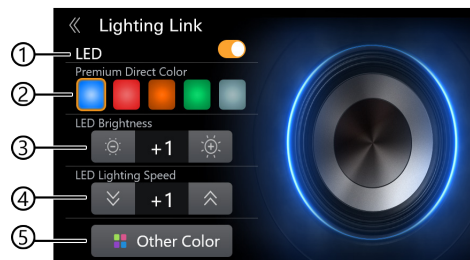 Lighting Link
① LED
Premium Direct Color
②
LED Brightness
③ +1
LED Lighting Speed
④ +1
⑤ Other Color